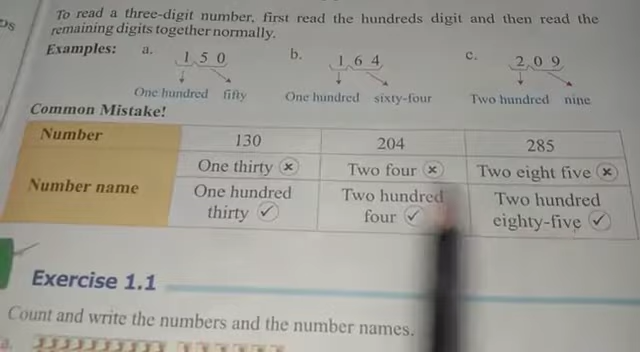 To read a three-digit number, first read the hundreds digit and then read the
remaining digits together normally.
Examples: a. 1 5 0 b. 1 6 4 c. 2 0 9
One hundred fifty One hundred sixty-four Two hundred nine
Common Mistake!
Number 130 204 285
One thirty Two four Two eight five
Number name One hundred thirty Two hundred four Two hundred eighty-five
Exercise 1.1
Count and write the numbers and the number names.
a.